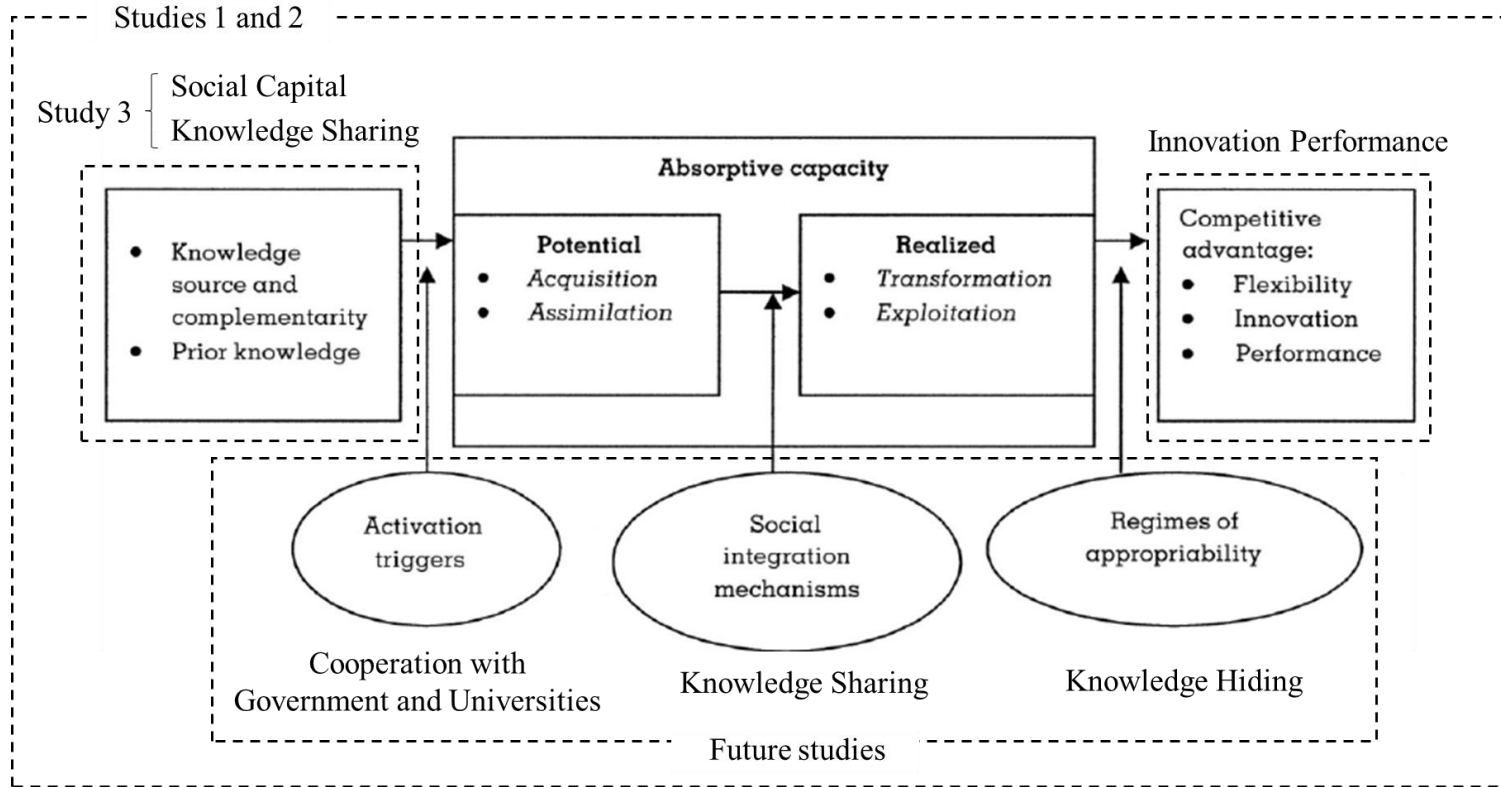 Studies 1 and 2
Study 3
Social Capital
Knowledge Sharing
Absorptive capacity
Innovation Performance
• Knowledge
source and
complementarity
• Prior knowledge
Potential
• Acquisition
• Assimilation
Realized
• Transformation
• Exploitation
Competitive
advantage:
• Flexibility
• Innovation
• Performance
Activation
triggers
Social
integration
mechanisms
Regimes of
appropriability
Cooperation with
Government and Universities
Knowledge Sharing
Knowledge Hiding
Future studies